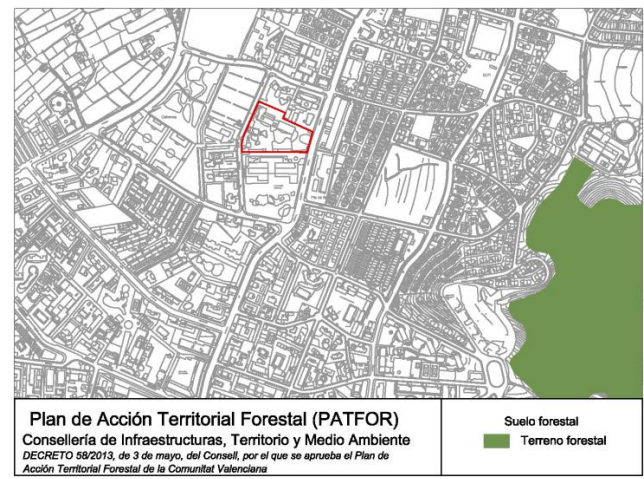 Plan de Acción Territorial Forestal (PATFOR)
Consellería de Infraestructuras, Territorio y Medio Ambiente
DECRETO 58/2013, de 3 de mayo, del Consell, por el que se aprueba el Plan de
Acción Territorial Forestal de la Comunitat Valenciana
Suelo forestal
Terreno forestal